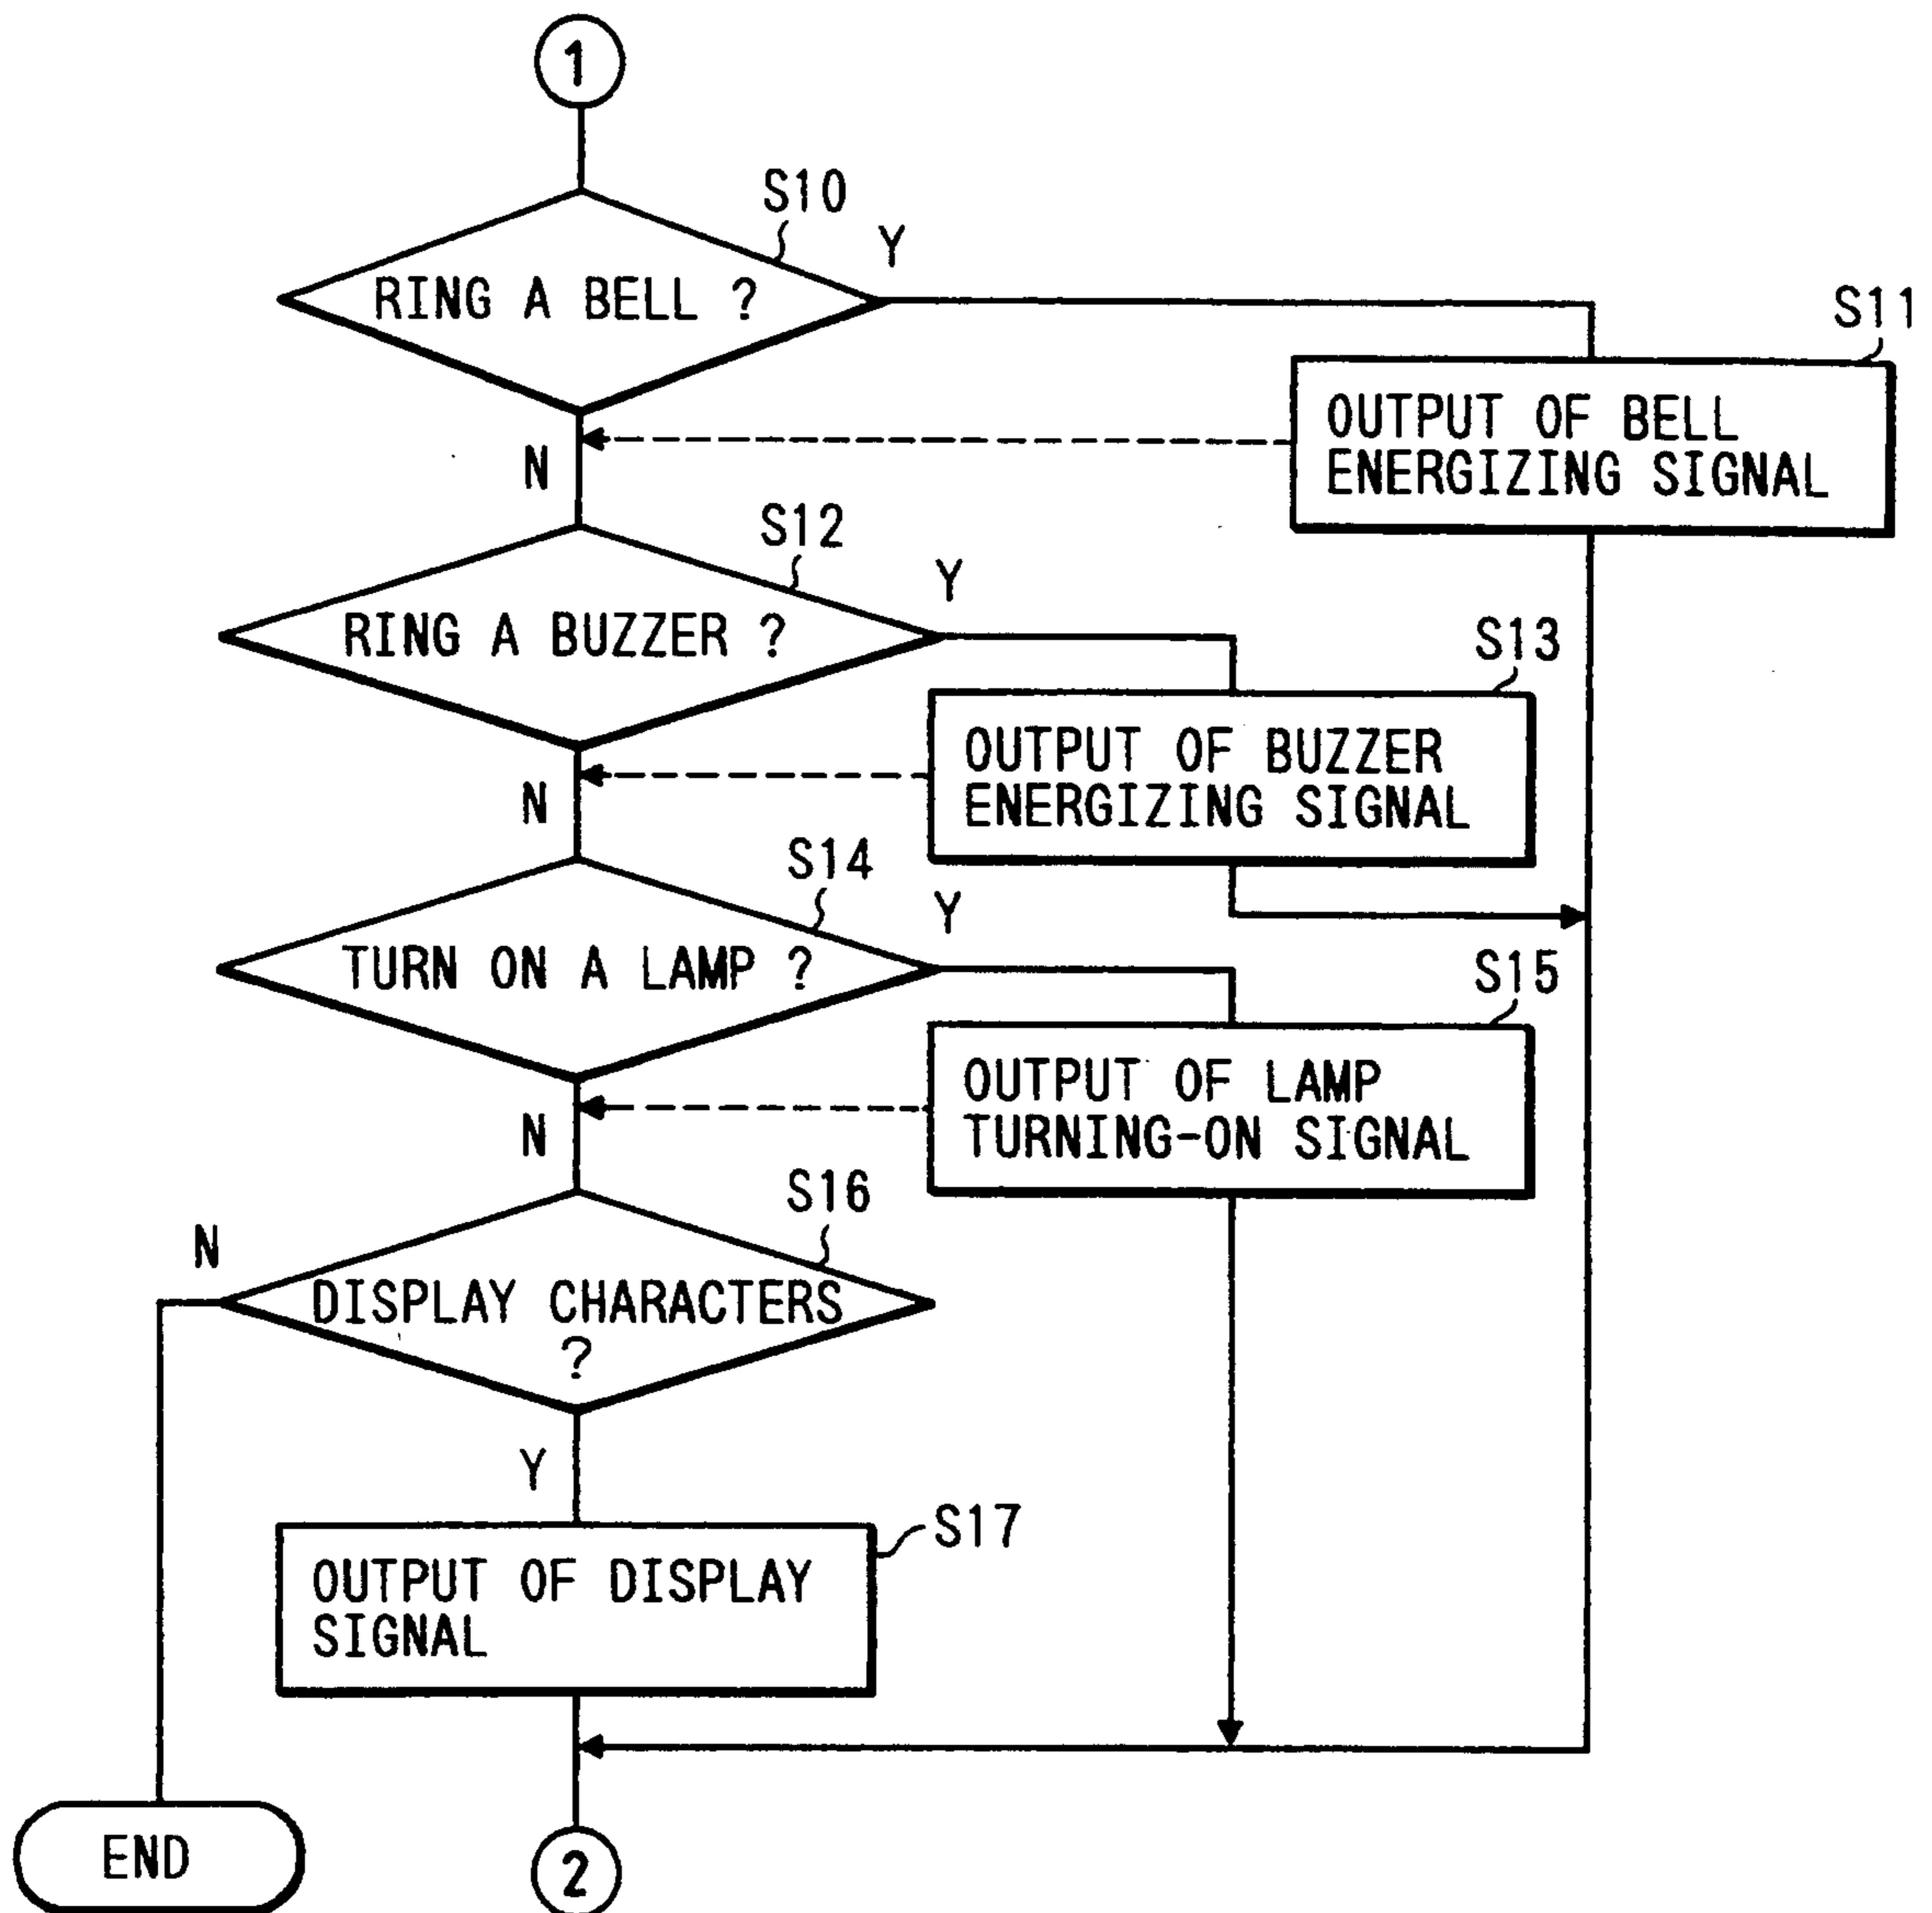 1
S10
Y
RING A BELL ?
S11
OUTPUT OF BELL
ENERGIZING SIGNAL
N
S12
Y
RING A BUZZER ?
S13
OUTPUT OF BUZZER
ENERGIZING SIGNAL
N
S14
Y
TURN ON A LAMP ?
S15
OUTPUT OF LAMP
TURNING-ON SIGNAL
N
S16
N
DISPLAY CHARACTERS
?
Y
S17
OUTPUT OF DISPLAY
SIGNAL
END
2